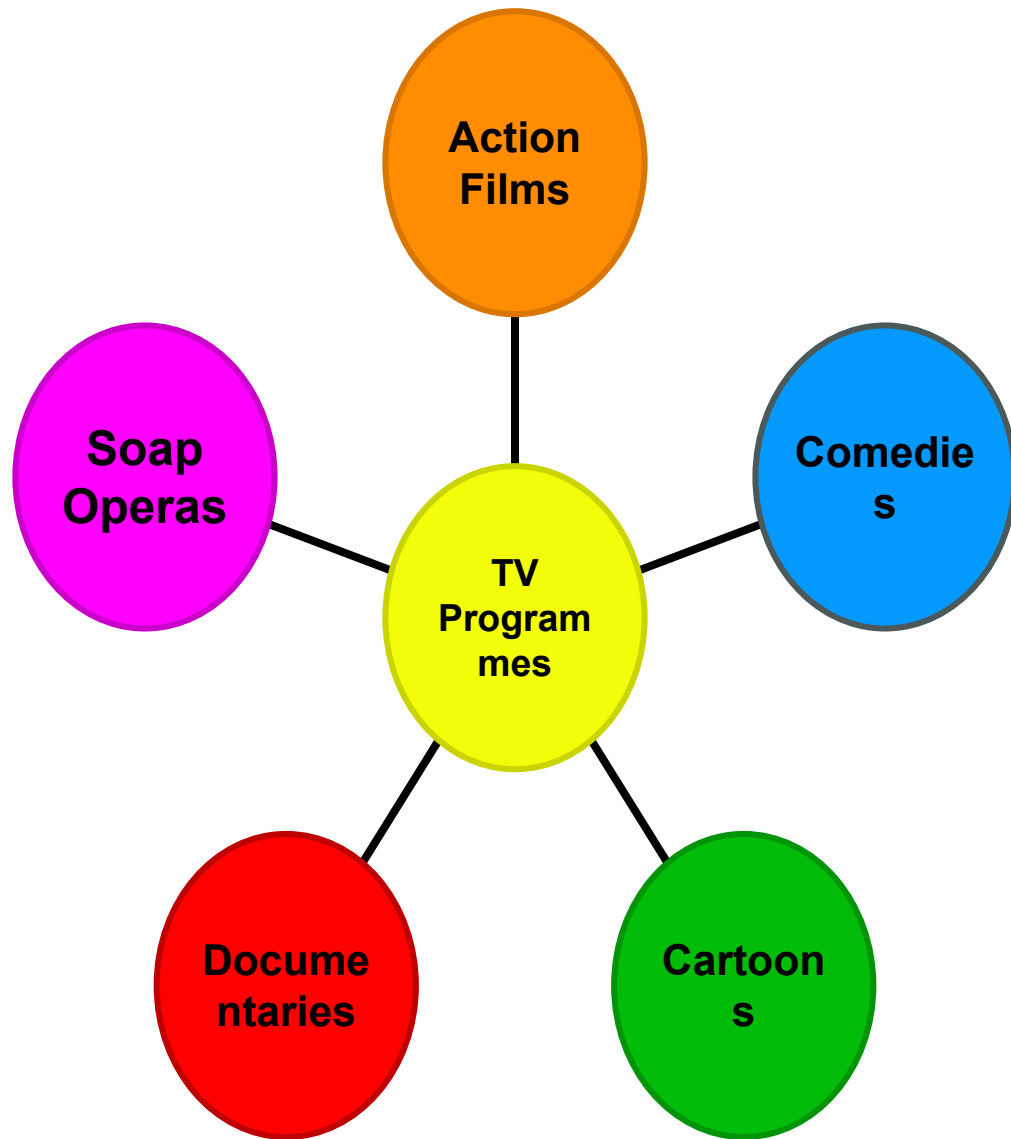 Action
Films
Soap
Operas
Comedie
s
TV
Program
mes
Docume
ntaries
Cartoon
s